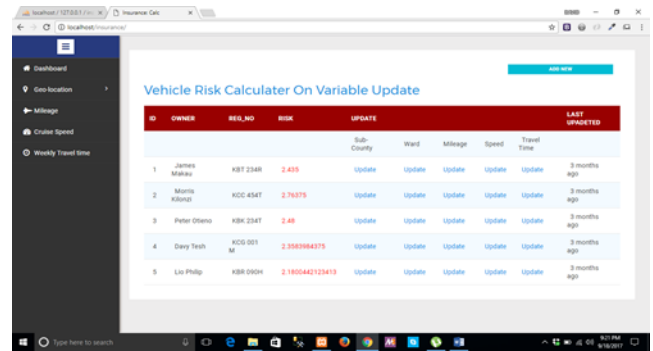 localhost / 127.0.0.1 /
Insurance Calc
localhost/insurance/
Dashboard
Geo-location
Mileage
Cruise Speed
Weekly Travel time
ADD NEW
Vehicle Risk Calculater On Variable Update
ID OWNER REG_NO RISK UPDATE LAST UPADETED
Sub-County Ward Mileage Speed Travel Time
1 James Makau KBT 234R 2.435 Update Update Update Update Update 3 months ago
2 Morris Kilonzi KCC 454T 2.76375 Update Update Update Update Update 3 months ago
3 Peter Otieno KBK 234T 2.48 Update Update Update Update Update 3 months ago
4 Davy Tesh KCG 001 M 2.3583984375 Update Update Update Update Update 3 months ago
5 Lio Philip KBR 090H 2.1800442123413 Update Update Update Update Update 3 months ago
Type here to search
9:21 PM
9/18/2017